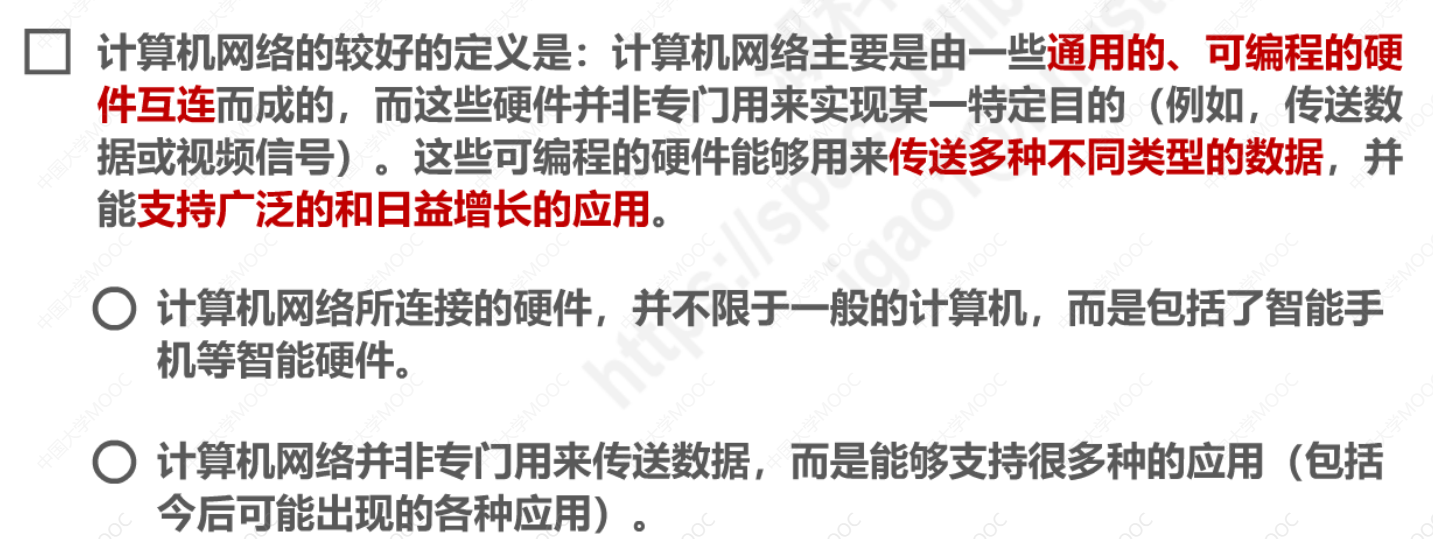 计算机网络的较好的定义是：计算机网络主要是由一些通用的、可编程的硬
件互连而成的，而这些硬件并非专门用来实现某一特定目的（例如，传送数
据或视频信号）。这些可编程的硬件能够用来传送多种不同类型的数据，并
能支持广泛的和日益增长的应用。
计算机网络所连接的硬件，并不限于一般的计算机，而是包括了智能手
机等智能硬件。
计算机网络并非专门用来传送数据，而是能够支持很多种的应用（包括
今后可能出现的各种应用）。
中国大学MOOC